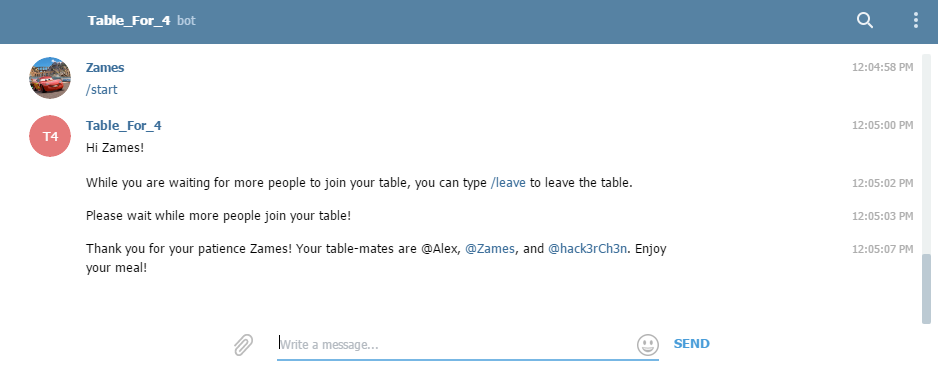 Table_For_4 bot
Zames 12:04:58 PM
/start
Table_For_4 12:05:00 PM
T4
Hi Zames!
While you are waiting for more people to join your table, you can type /leave to leave the table. 12:05:02 PM
Please wait while more people join your table! 12:05:03 PM
Thank you for your patience Zames! Your table-mates are @Alex, @Zames, and @hack3rCh3n. Enjoy 12:05:07 PM
your meal!
Write a message... SEND